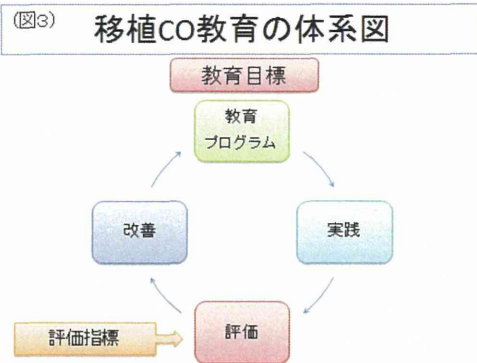 (図3)
移植CO教育の体系図
教育目標
教育
プログラム
実践
改善
評価指標
評価